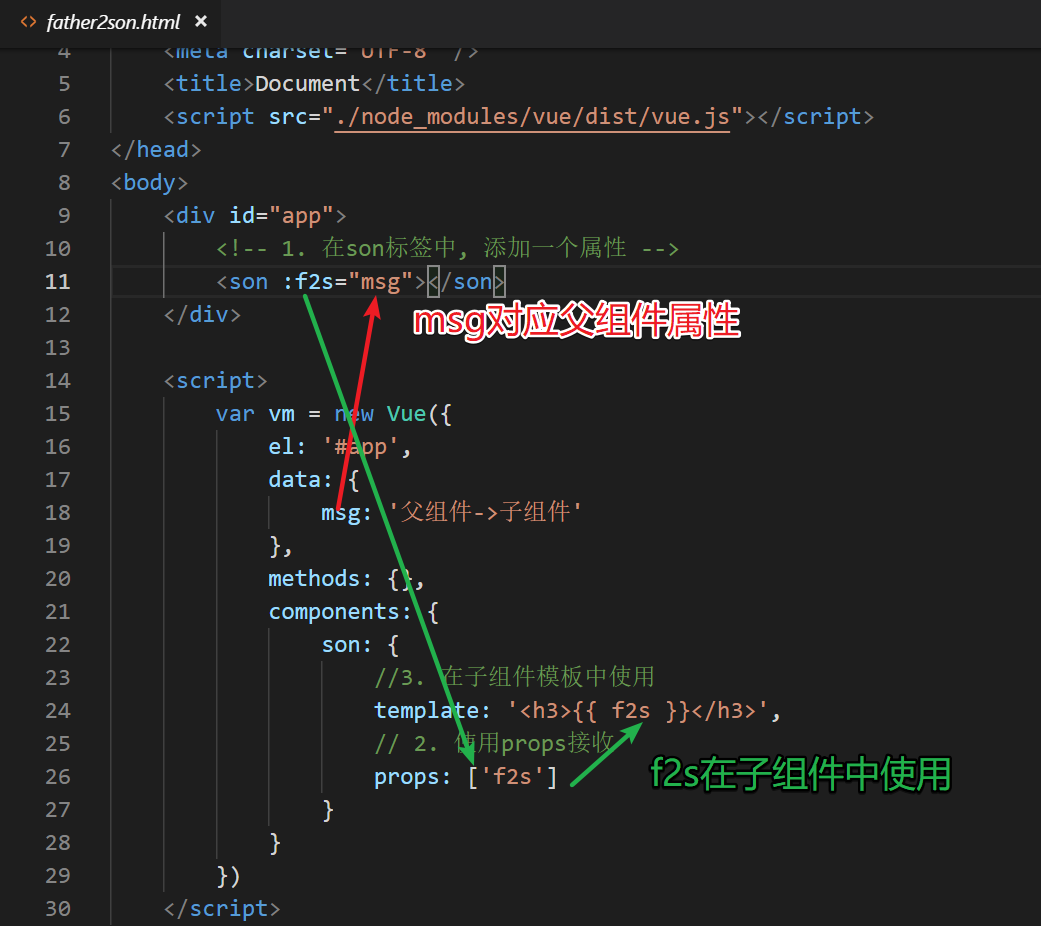 <> father2son.html ×
4 <meta charset="UTF-8" />
5 <title>Document</title>
6 <script src="./node_modules/vue/dist/vue.js"></script>
7 </head>
8 <body>
9 <div id="app">
10 <!-- 1. 在son标签中, 添加一个属性 -->
11 <son :f2s="msg"></son>
msg对应父组件属性
12 </div>
13
14 <script>
15 var vm = new Vue({
16 el: '#app',
17 data: {
18 msg: '父组件->子组件'
19 },
20 methods: {},
21 components: {
22 son: {
23 //3. 在子组件模板中使用
24 template: '<h3>{{ f2s }}</h3>',
25 // 2. 使用props接收
26 props: ['f2s']
f2s在子组件中使用
27 }
28 }
29 })
30 </script>